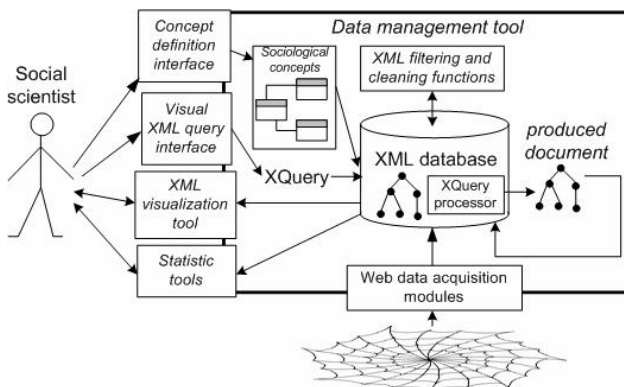 Data management tool
Social
scientist
Concept
definition
interface
Visual
XML query
interface
XML
visualization
tool
Statistic
tools
Sociological
concepts
XQuery
XML filtering and
cleaning functions
XML database
XQuery
processor
produced
document
Web data acquisition
modules